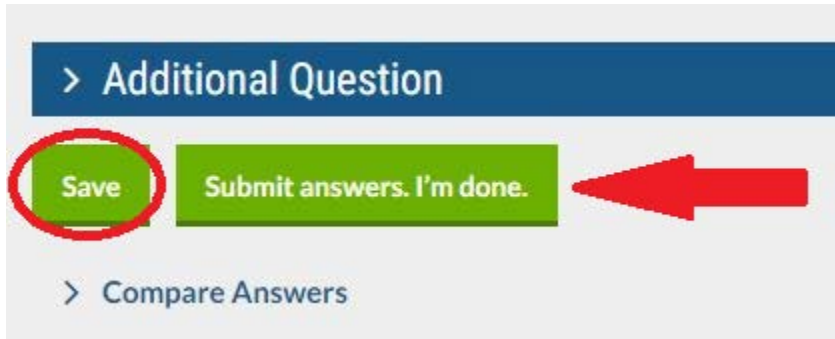 > Additional Question
Save
Submit answers. I'm done.
> Compare Answers